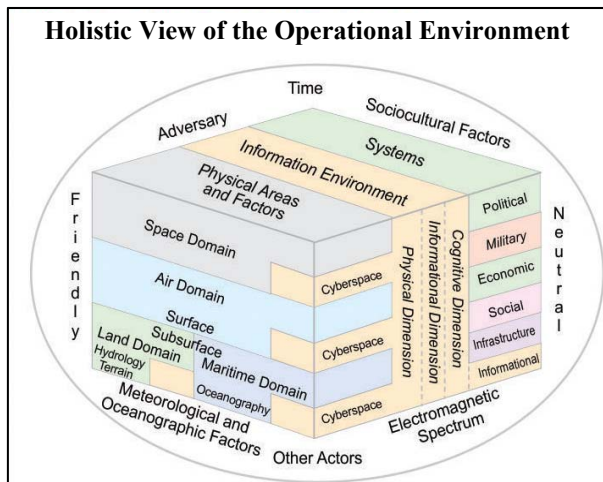 Holistic View of the Operational Environment
Time
Adversary
Sociocultural Factors
Friendly
Neutral
Physical Areas
and Factors
Information Environment
Systems
Space Domain
Air Domain
Surface
Subsurface
Land Domain
Hydrology
Terrain
Maritime Domain
Oceanography
Cyberspace
Cyberspace
Cyberspace
Physical Dimension
Informational Dimension
Cognitive Dimension
Political
Military
Economic
Social
Infrastructure
Informational
Meteorological and
Oceanographic Factors
Electromagnetic
Spectrum
Other Actors